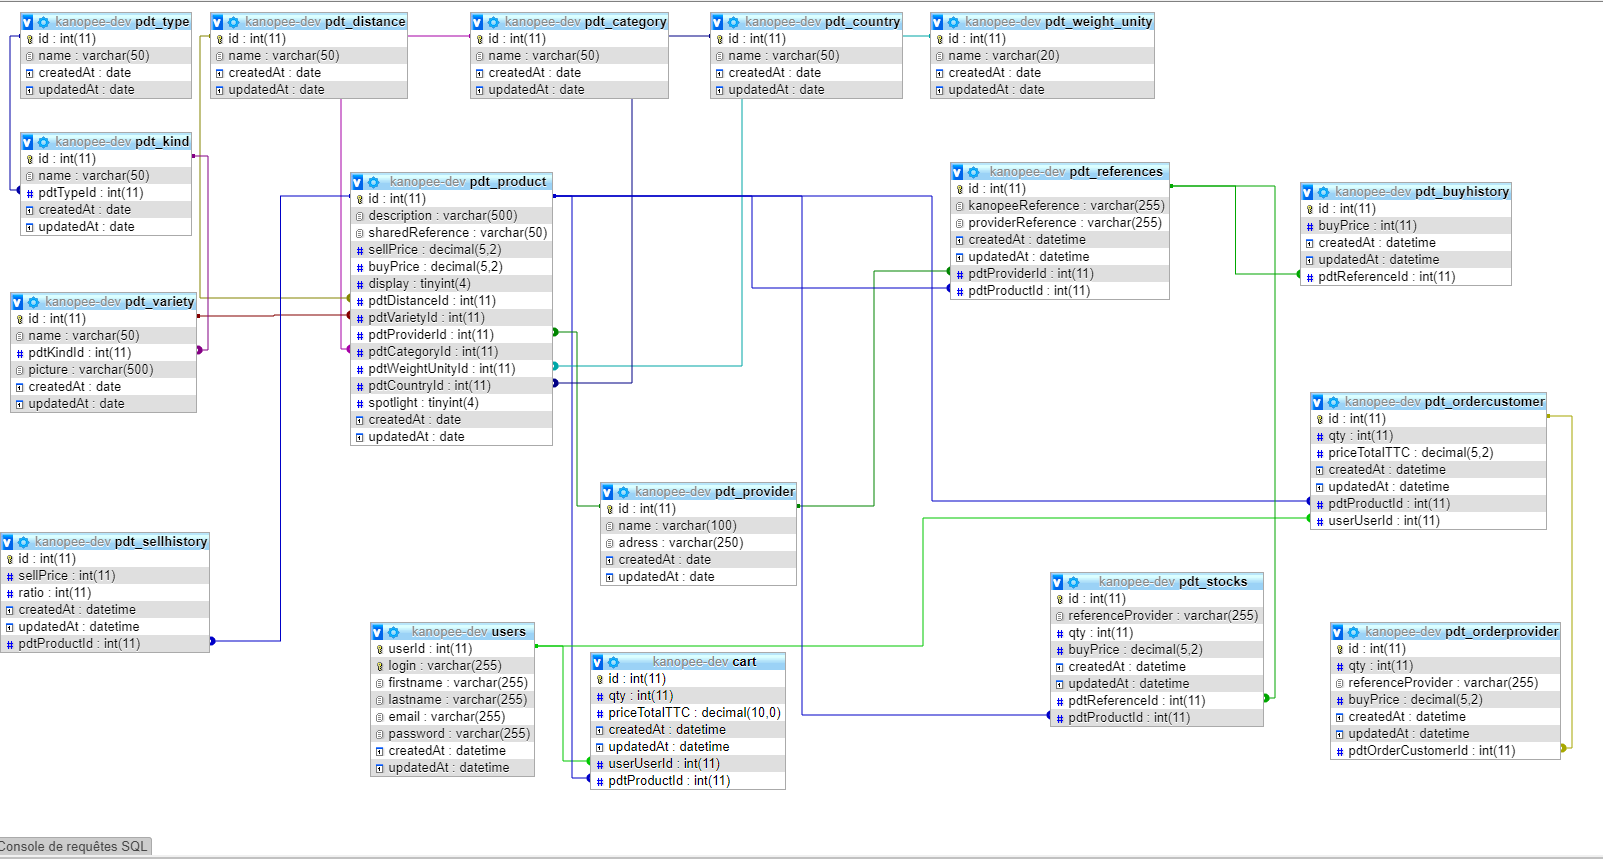 kanopee-dev pdt_type
id : int(11)
name : varchar(50)
createdAt : date
updatedAt : date
kanopee-dev pdt_distance
id : int(11)
name : varchar(50)
createdAt : date
updatedAt : date
kanopee-dev pdt_category
id : int(11)
name : varchar(50)
createdAt : date
updatedAt : date
kanopee-dev pdt_country
id : int(11)
name : varchar(50)
createdAt : date
updatedAt : date
kanopee-dev pdt_weight_unity
id : int(11)
name : varchar(20)
createdAt : date
updatedAt : date
kanopee-dev pdt_kind
id : int(11)
name : varchar(50)
pdtTypeId : int(11)
createdAt : date
updatedAt : date
kanopee-dev pdt_product
id : int(11)
description : varchar(500)
sharedReference : varchar(50)
sellPrice : decimal(5,2)
buyPrice : decimal(5,2)
display : tinyint(4)
pdtDistanceId : int(11)
pdtVarietyId : int(11)
pdtProviderId : int(11)
pdtCategoryId : int(11)
pdtWeightUnityId : int(11)
pdtCountryId : int(11)
spotlight : tinyint(4)
createdAt : date
updatedAt : date
kanopee-dev pdt_references
id : int(11)
kanopeeReference : varchar(255)
providerReference : varchar(255)
createdAt : datetime
updatedAt : datetime
pdtProviderId : int(11)
pdtProductId : int(11)
kanopee-dev pdt_buyhistory
id : int(11)
buyPrice : int(11)
createdAt : datetime
updatedAt : datetime
pdtReferenceId : int(11)
kanopee-dev pdt_variety
id : int(11)
name : varchar(50)
pdtKindId : int(11)
picture : varchar(500)
createdAt : date
updatedAt : date
kanopee-dev pdt_ordercustomer
id : int(11)
qty : int(11)
priceTotalTTC : decimal(5,2)
createdAt : datetime
updatedAt : datetime
pdtProductId : int(11)
userUserId : int(11)
kanopee-dev pdt_provider
id : int(11)
name : varchar(100)
adress : varchar(250)
createdAt : date
updatedAt : date
kanopee-dev pdt_sellhistory
id : int(11)
sellPrice : int(11)
ratio : int(11)
createdAt : datetime
updatedAt : datetime
pdtProductId : int(11)
kanopee-dev pdt_stocks
id : int(11)
referenceProvider : varchar(255)
qty : int(11)
buyPrice : decimal(5,2)
createdAt : datetime
updatedAt : datetime
pdtReferenceId : int(11)
pdtProductId : int(11)
kanopee-dev users
userId : int(11)
login : varchar(255)
firstname : varchar(255)
lastname : varchar(255)
email : varchar(255)
password : varchar(255)
createdAt : datetime
updatedAt : datetime
kanopee-dev cart
id : int(11)
qty : int(11)
priceTotalTTC : decimal(10,0)
createdAt : datetime
updatedAt : datetime
userUserId : int(11)
pdtProductId : int(11)
kanopee-dev pdt_orderprovider
id : int(11)
qty : int(11)
referenceProvider : varchar(255)
buyPrice : decimal(5,2)
createdAt : datetime
updatedAt : datetime
pdtOrderCustomerId : int(11)
Console de requêtes SQL